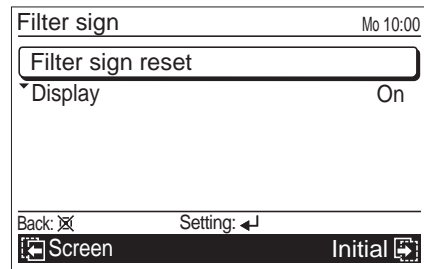 Filter sign Mo 10:00
Filter sign reset
Display On
Back: Setting:
Screen Initial